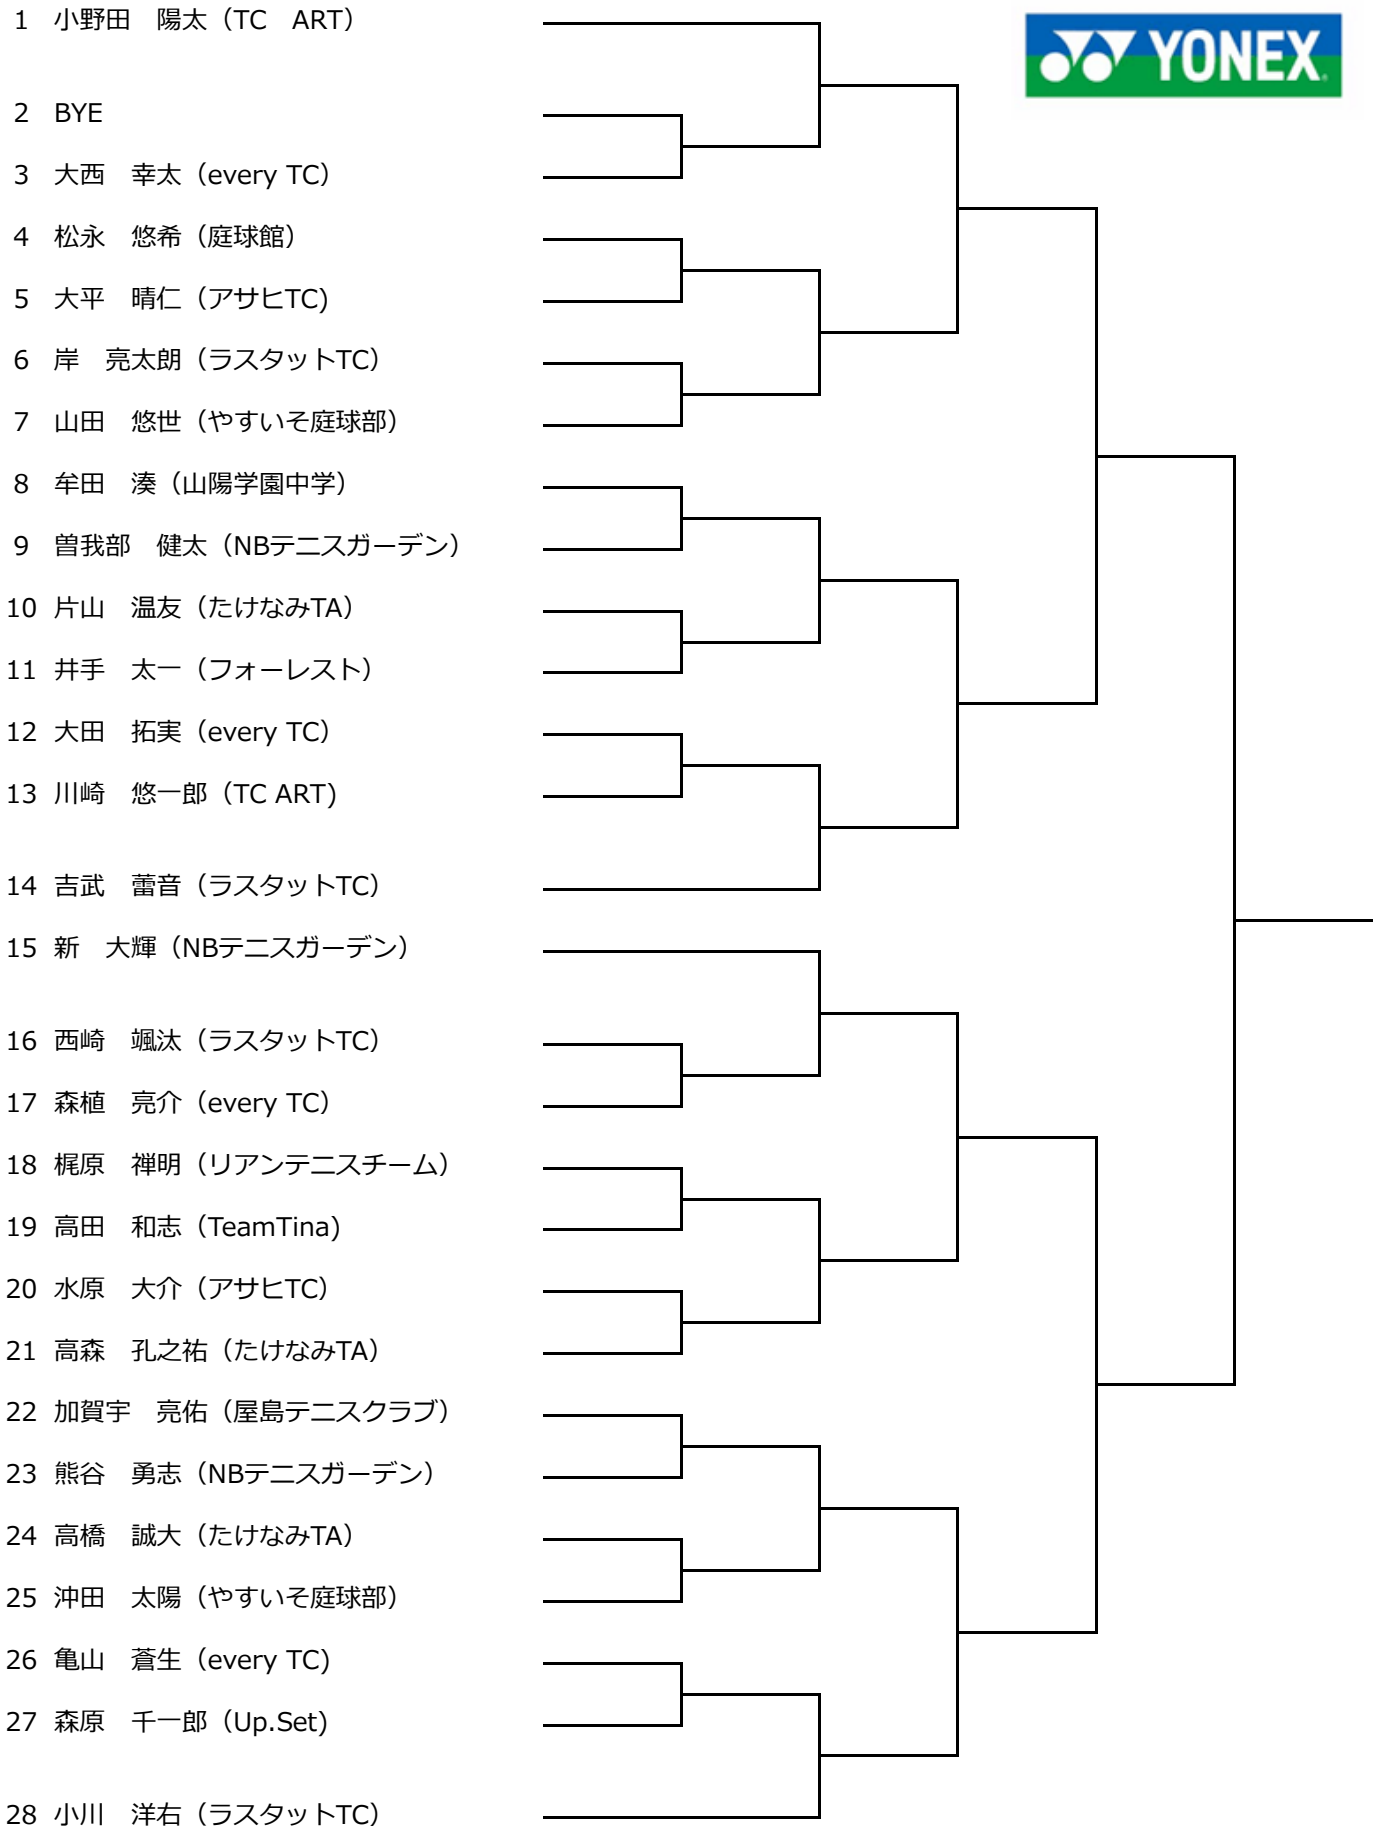 1 小野田　陽太（TC　ART）
YONEX
2 BYE
3 大西　幸太（every TC）
4 松永　悠希（庭球館）
5 大平　晴仁（アサヒTC)
6 岸　亮太朗（ラスタットTC）
7 山田　悠世（やすいそ庭球部）
8 牟田　湊（山陽学園中学）
9 曽我部　健太（NBテニスガーデン）
10 片山　温友（たけなみTA）
11 井手　太一（フォーレスト）
12 大田　拓実（every TC）
13 川崎　悠一郎（TC ART)
14 吉武　蕾音（ラスタットTC）
15 新　大輝（NBテニスガーデン）
16 西崎　颯汰（ラスタットTC）
17 森植　亮介（every TC）
18 梶原　禅明（リアンテニスチーム）
19 高田　和志（TeamTina)
20 水原　大介（アサヒTC）
21 高森　孔之祐（たけなみTA）
22 加賀宇　亮佑（屋島テニスクラブ）
23 熊谷　勇志（NBテニスガーデン）
24 高橋　誠大（たけなみTA）
25 沖田　太陽（やすいそ庭球部）
26 亀山　蒼生（every TC)
27 森原　千一郎（Up.Set)
28 小川　洋右（ラスタットTC）